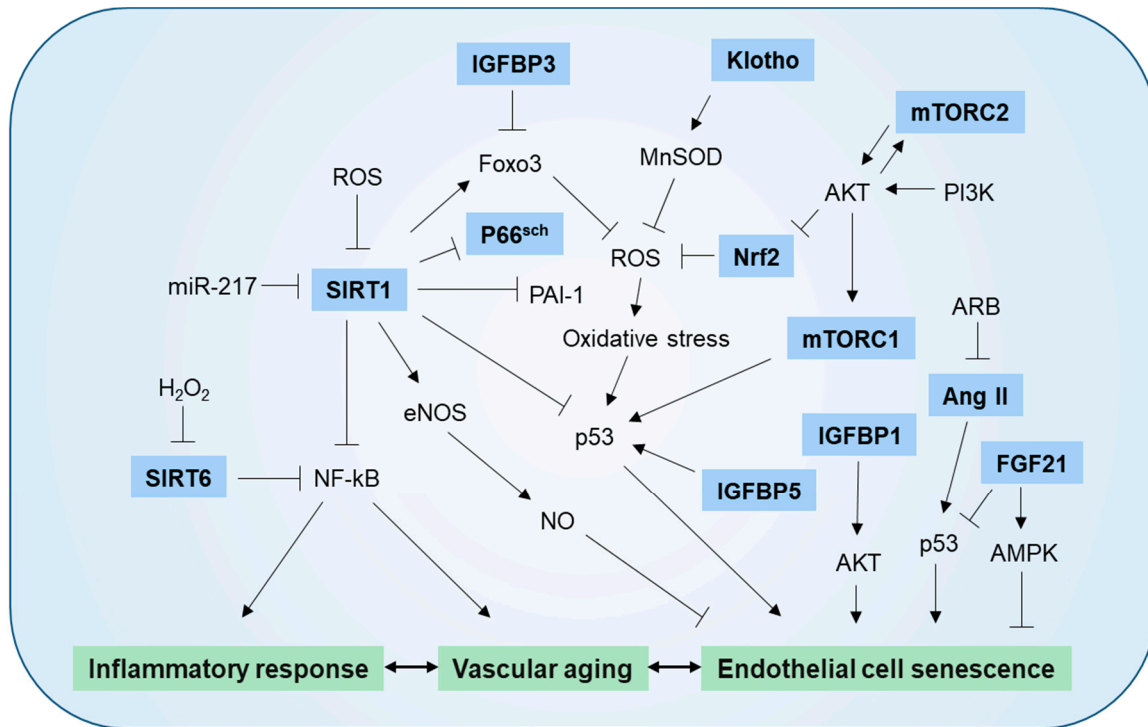 IGFBP3
Klotho
mTORC2
ROS
Foxo3
MnSOD
AKT
PI3K
P66ˢᶜʰ
ROS
Nrf2
miR-217
SIRT1
PAI-1
ARB
Oxidative stress
mTORC1
H₂O₂
eNOS
Ang II
p53
IGFBP1
SIRT6
NF-kB
IGFBP5
FGF21
NO
p53
AMPK
AKT
Inflammatory response
Vascular aging
Endothelial cell senescence